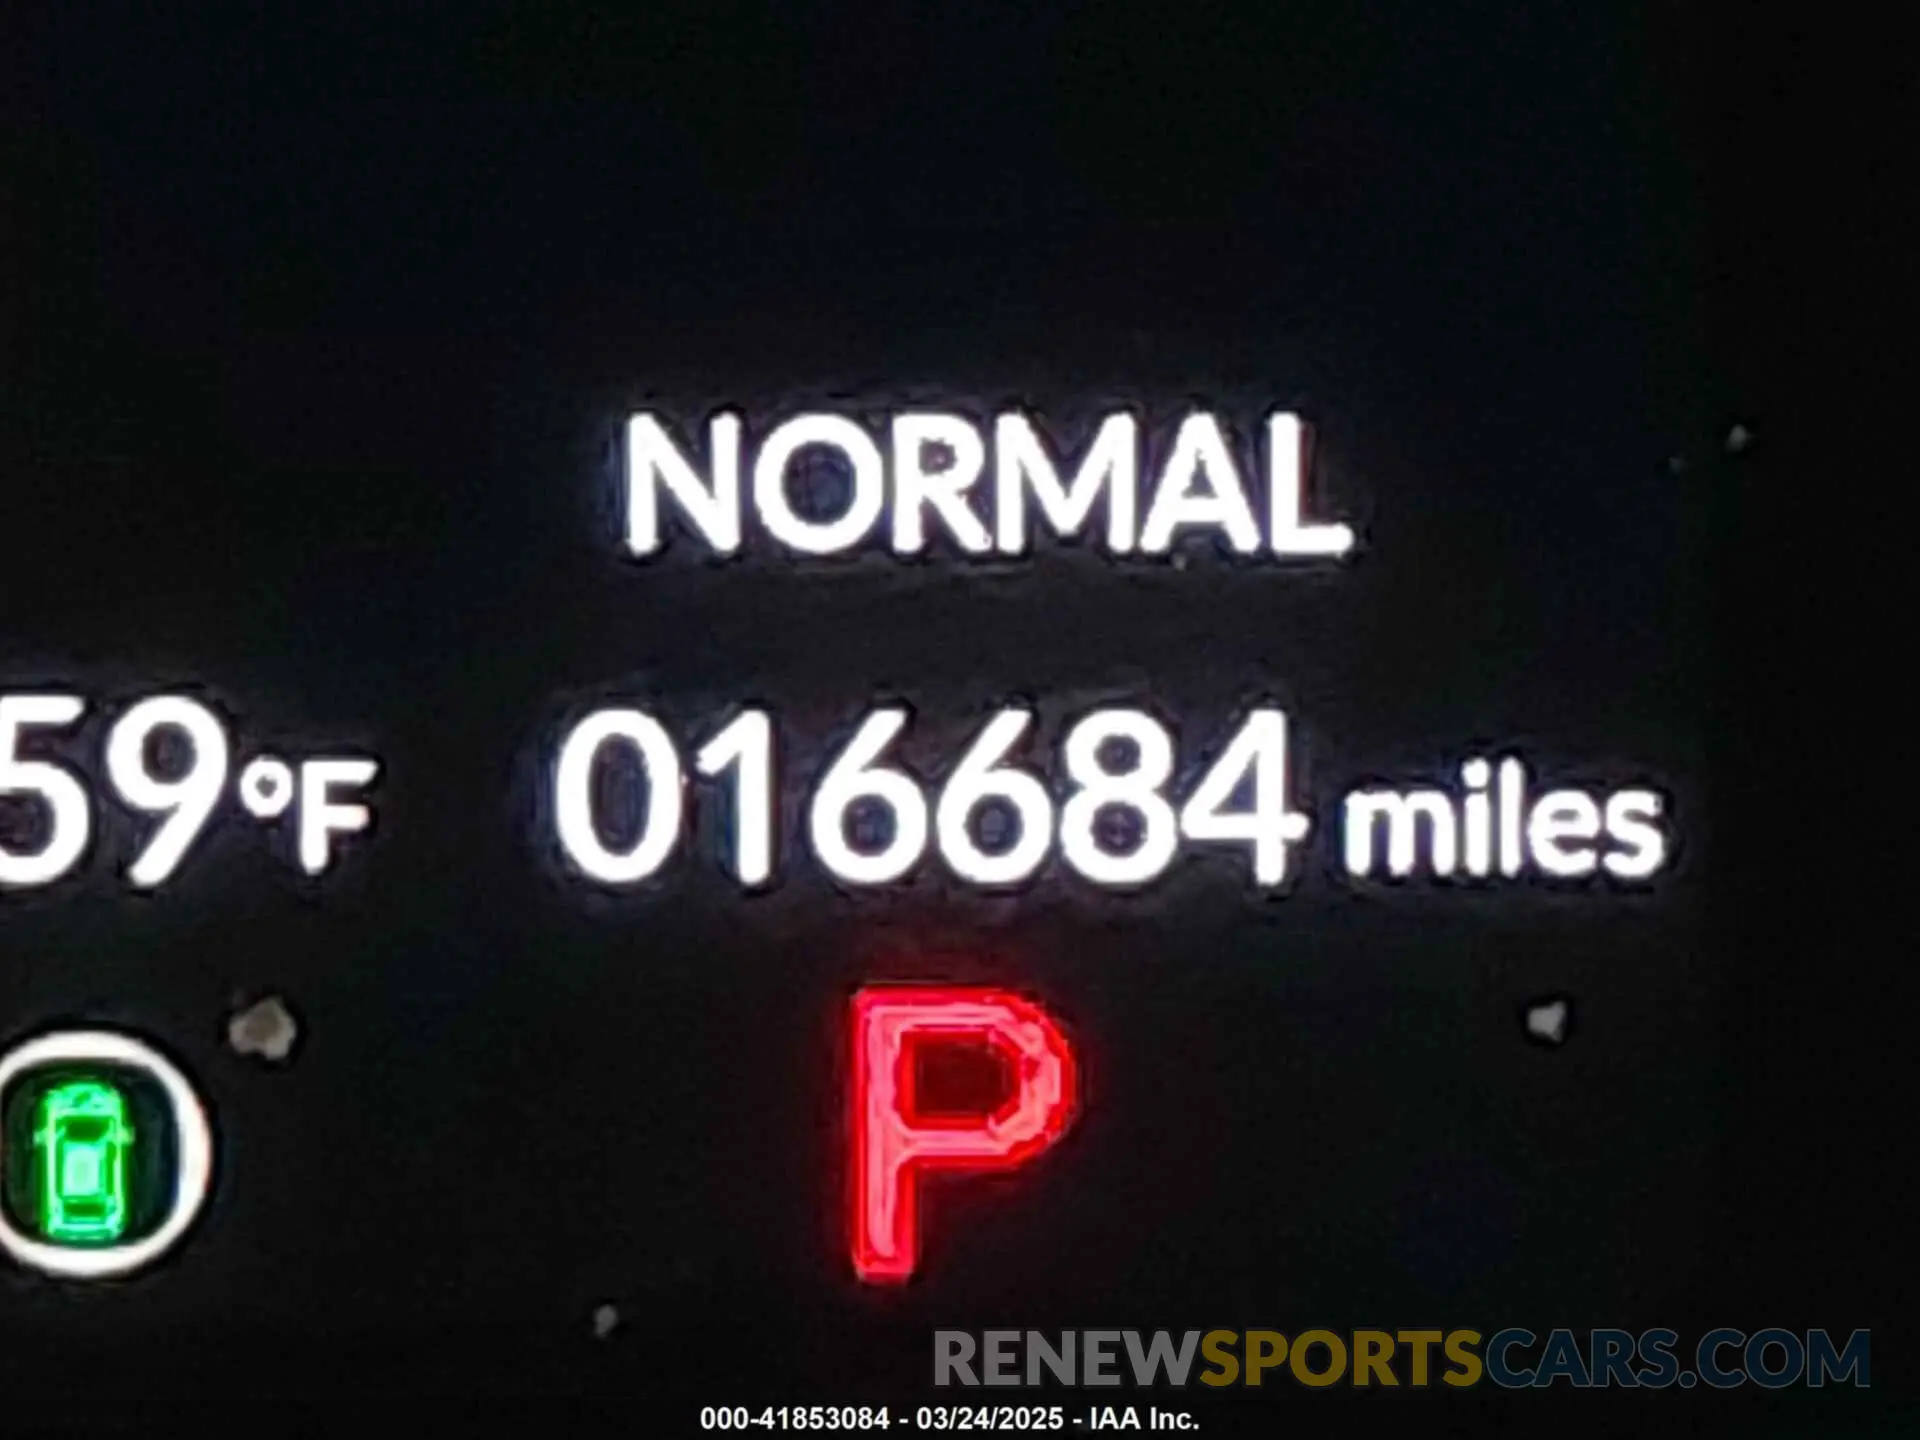 NORMAL
59°F 016684 miles
P
RENEWSPORTSCARS.COM
000-41853084 - 03/24/2025 - IAA Inc.